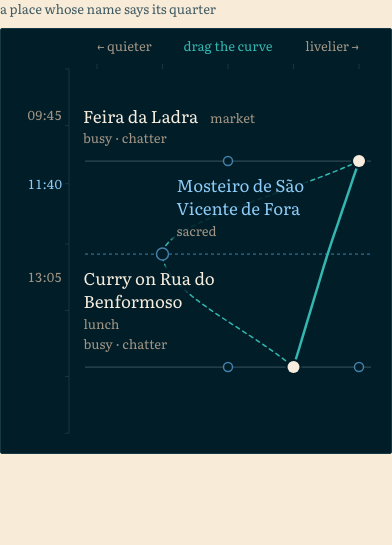 a place whose name says its quarter
← quieter drag the curve livelier →
09:45 Feira da Ladra market
busy · chatter
11:40 Mosteiro de São
Vicente de Fora
sacred
13:05 Curry on Rua do
Benformoso
lunch
busy · chatter